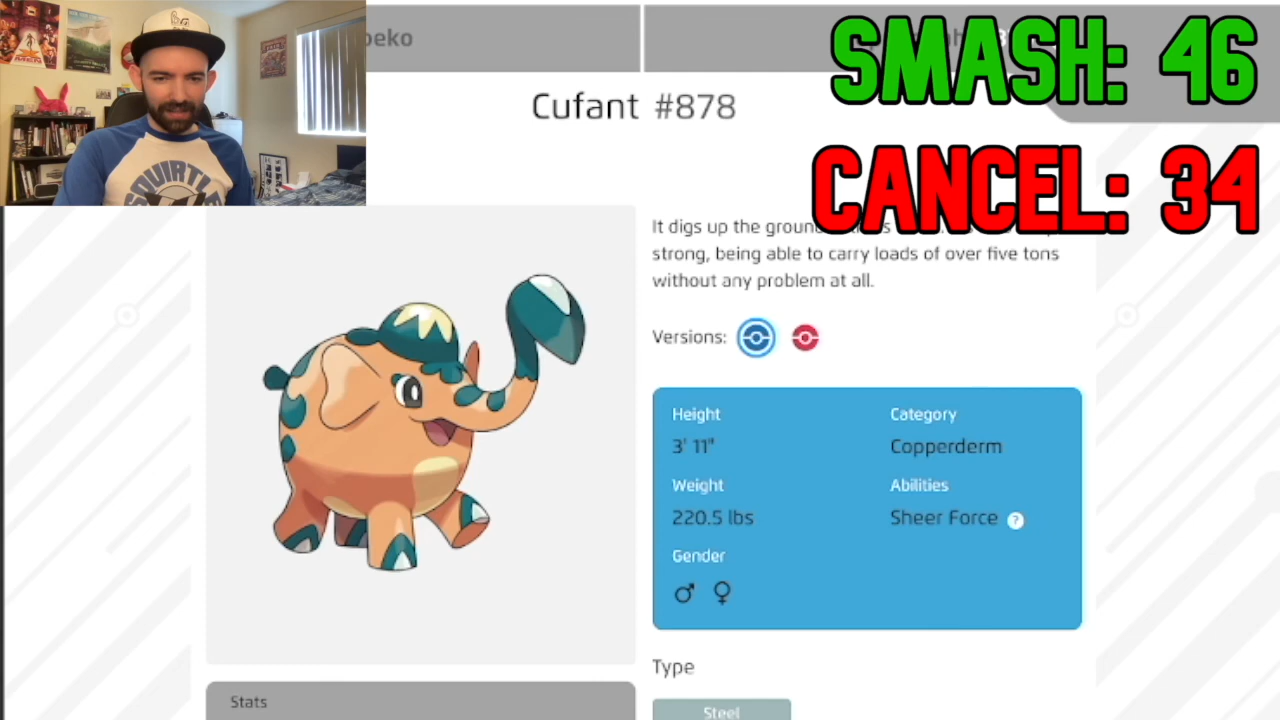 SMASH: 46
CANCEL: 34
Cufant #878
SQUIRTLE
It digs up the ground
strong, being able to carry loads of over five tons
without any problem at all.
Versions:
Height
3' 11"
Category
Copperderm
Weight
220.5 lbs
Abilities
Sheer Force ?
Gender
Type
Steel
Stats